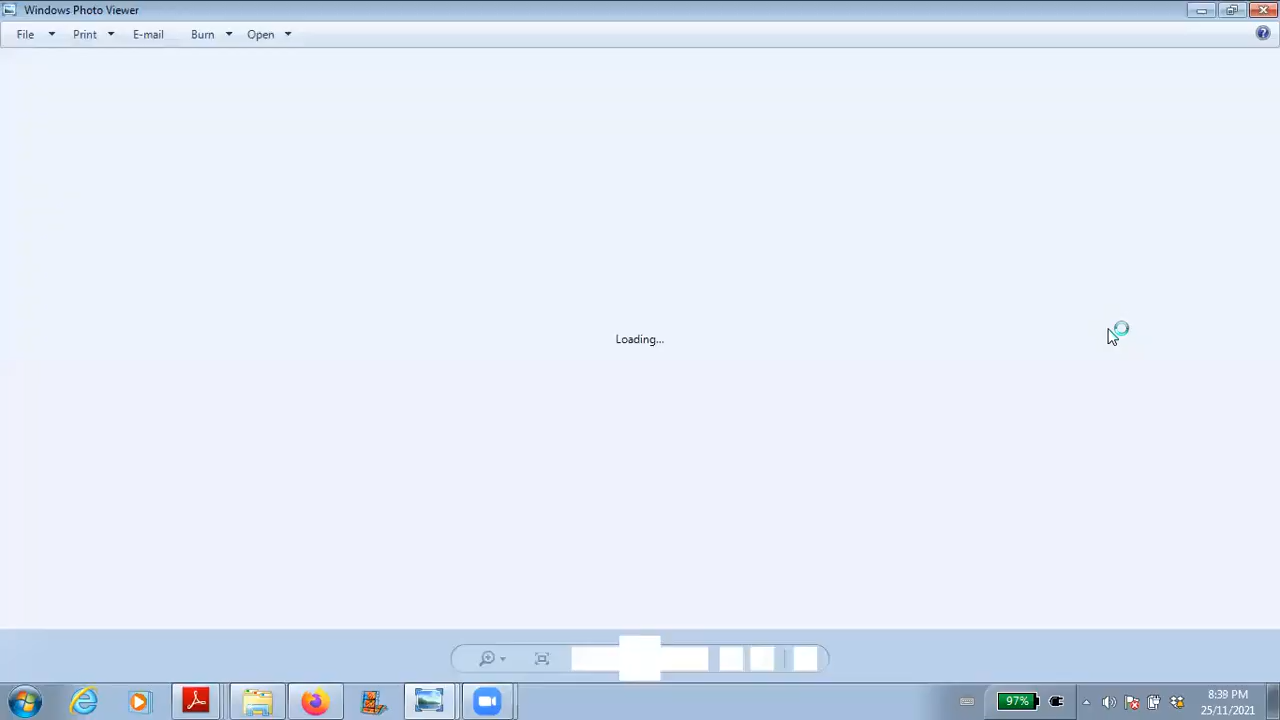 Windows Photo Viewer
File Print E-mail Burn Open
Loading...
97%
8:39 PM
25/11/2021